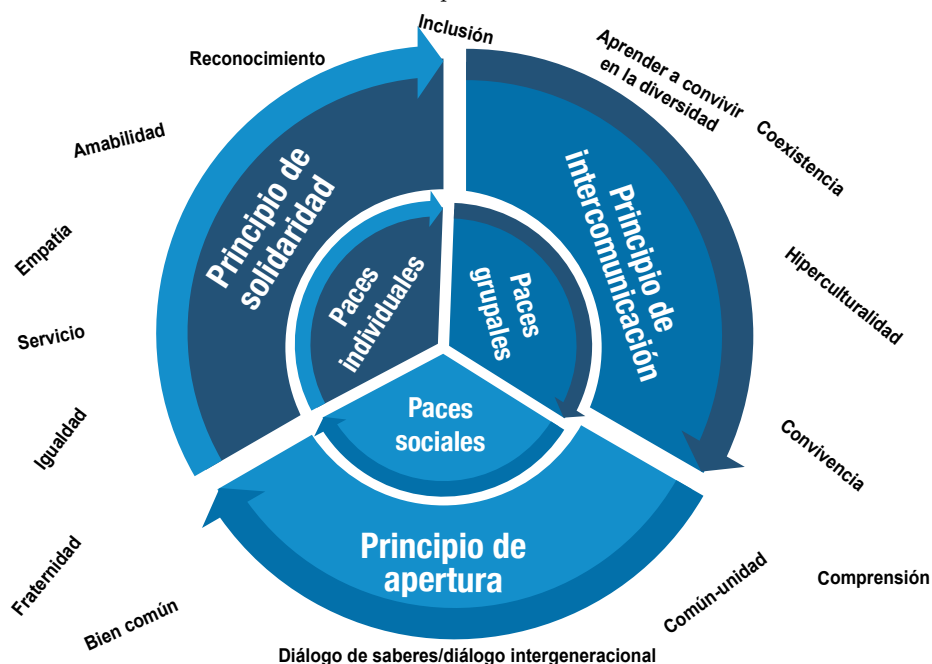 Inclusión
Reconocimiento
Aprender a convivir
en la diversidad
Amabilidad
Coexistencia
Empatía
Hiperculturalidad
Servicio
Igualdad
Convivencia
Fraternidad
Comprensión
Bien común
Común-unidad
Diálogo de saberes/diálogo intergeneracional
Principio de
solidaridad
Principio de
intercomunicación
Principio de
apertura
Paces
individuales
Paces
grupales
Paces
sociales